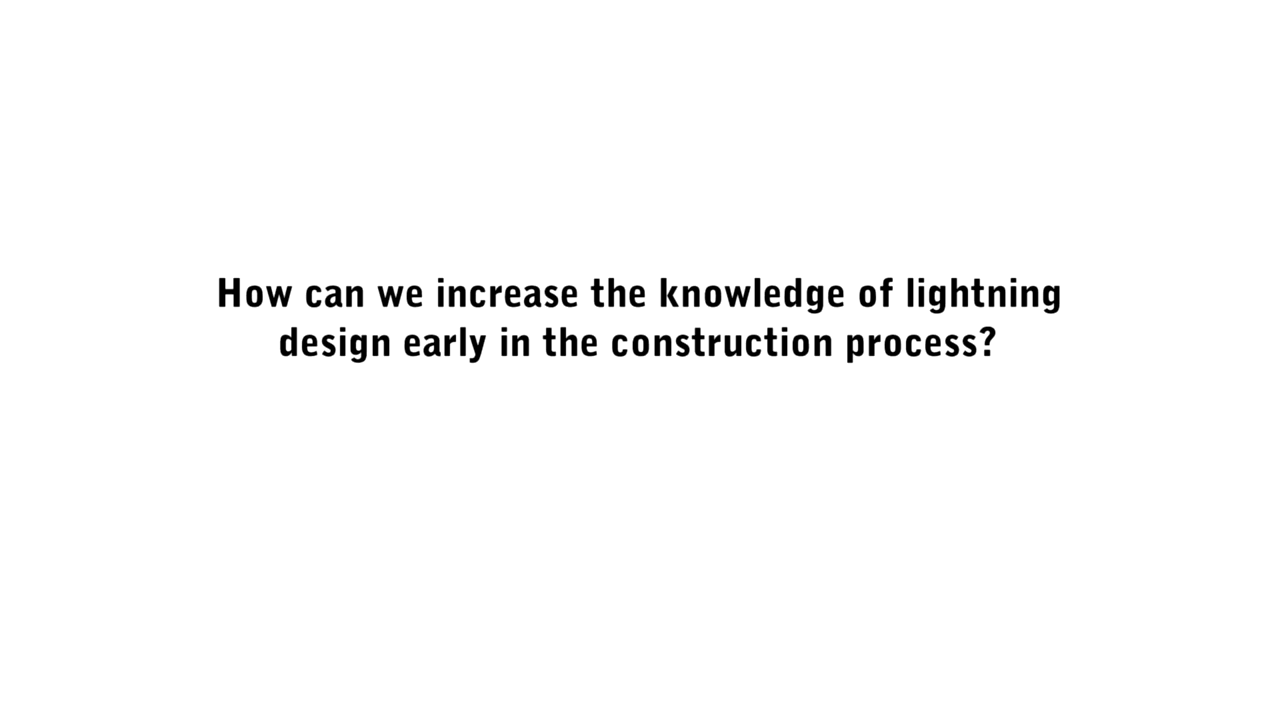 How can we increase the knowledge of lightning
design early in the construction process?